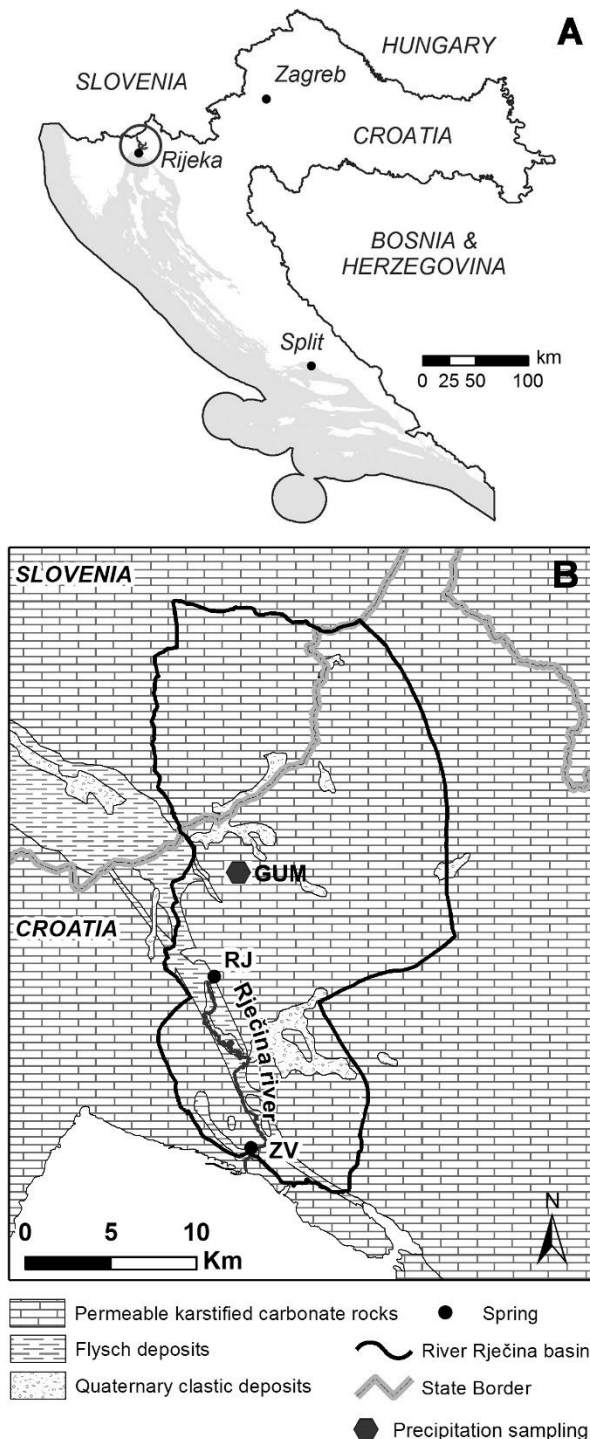 A
HUNGARY
SLOVENIA
Zagreb
CROATIA
Rijeka
BOSNIA &
HERZEGOVINA
Split
km
0 25 50 100
SLOVENIA
B
GUM
CROATIA
RJ
Rječina river
ZV
N
0 5 10
Km
Permeable karstified carbonate rocks
Spring
Flysch deposits
River Rječina basin
Quaternary clastic deposits
State Border
Precipitation sampling